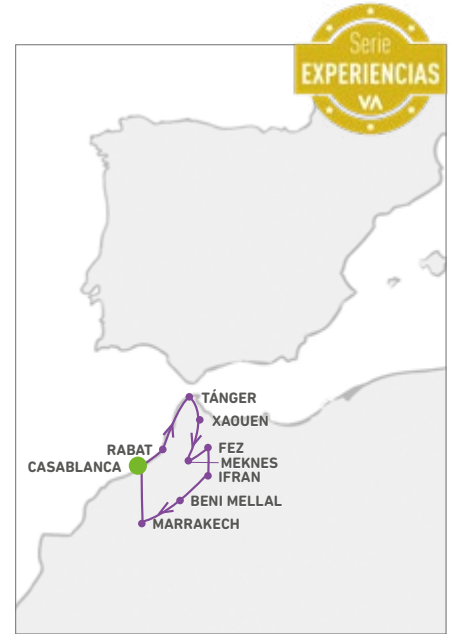 Serie
EXPERIENCIAS
VA
TÁNGER
XAOUEN
RABAT
FEZ
CASABLANCA
MEKNES
IFRAN
BENI MELLAL
MARRAKECH